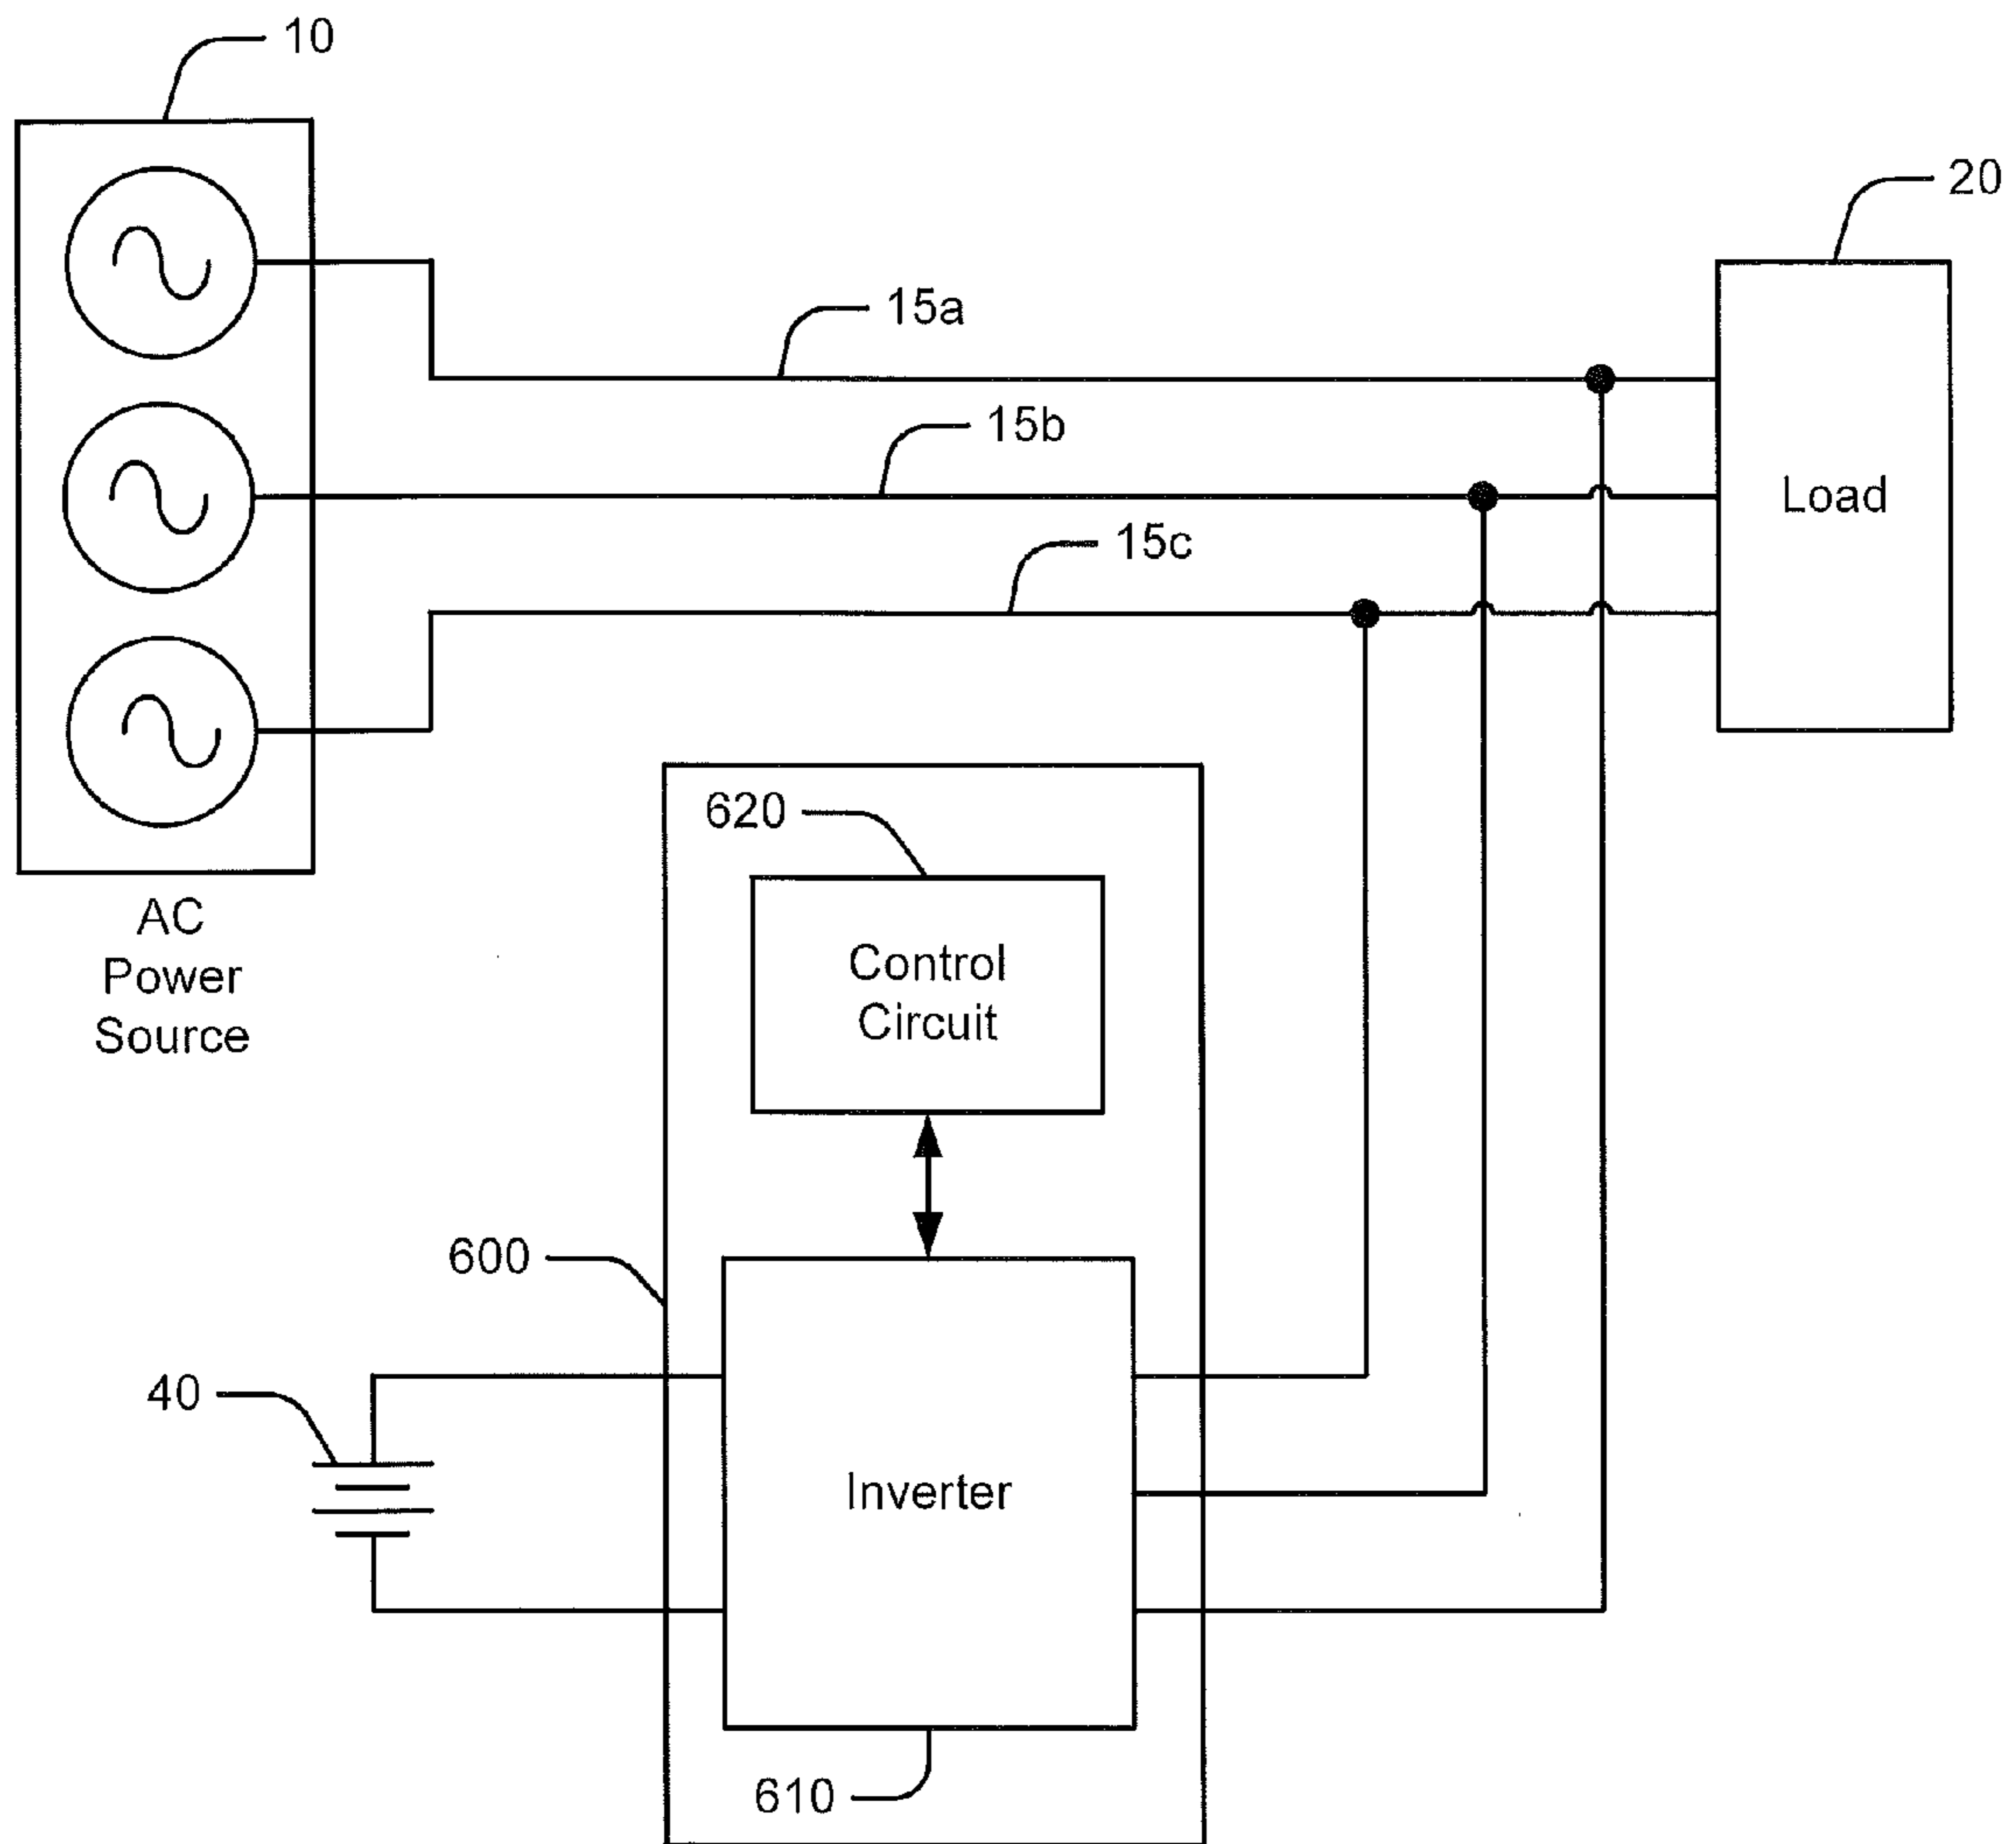 10
20
15a
15b
Load
15c
620
AC
Power
Source
Control
Circuit
600
40
Inverter
610